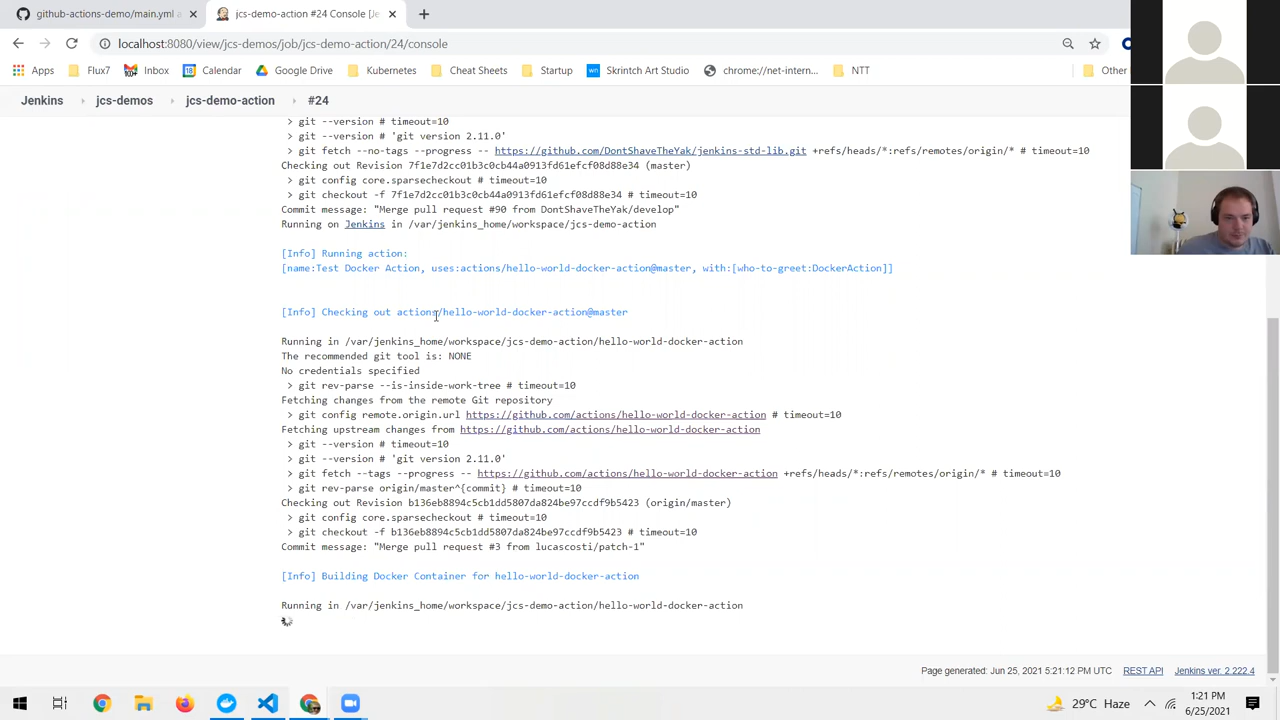 github-actions-demo/main.yml a
jcs-demo-action #24 Console [Je
localhost:8080/view/jcs-demos/job/jcs-demo-action/24/console
Apps
Flux7
Inbox
Calendar
Google Drive
Kubernetes
Cheat Sheets
Startup
wn
Skrintch Art Studio
chrome://net-intern...
NTT
Other
Jenkins
jcs-demos
jcs-demo-action
#24
> git --version # timeout=10
> git --version # 'git version 2.11.0'
> git fetch --no-tags --progress -- https://github.com/DontShaveTheYak/jenkins-std-lib.git +refs/heads/*:refs/remotes/origin/* # timeout=10
Checking out Revision 7f1e7d2cc01b3c0cb44a0913fd61efcf08d88e34 (master)
> git config core.sparsecheckout # timeout=10
> git checkout -f 7f1e7d2cc01b3c0cb44a0913fd61efcf08d88e34 # timeout=10
Commit message: "Merge pull request #90 from DontShaveTheYak/develop"
Running on Jenkins in /var/jenkins_home/workspace/jcs-demo-action
[Info] Running action:
[name:Test Docker Action, uses:actions/hello-world-docker-action@master, with:[who-to-greet:DockerAction]]
[Info] Checking out actions/hello-world-docker-action@master
Running in /var/jenkins_home/workspace/jcs-demo-action/hello-world-docker-action
The recommended git tool is: NONE
No credentials specified
> git rev-parse --is-inside-work-tree # timeout=10
Fetching changes from the remote Git repository
> git config remote.origin.url https://github.com/actions/hello-world-docker-action # timeout=10
Fetching upstream changes from https://github.com/actions/hello-world-docker-action
> git --version # timeout=10
> git --version # 'git version 2.11.0'
> git fetch --tags --progress -- https://github.com/actions/hello-world-docker-action +refs/heads/*:refs/remotes/origin/* # timeout=10
> git rev-parse origin/master^{commit} # timeout=10
Checking out Revision b136eb8894c5cb1dd5807da824be97ccdf9b5423 (origin/master)
> git config core.sparsecheckout # timeout=10
> git checkout -f b136eb8894c5cb1dd5807da824be97ccdf9b5423 # timeout=10
Commit message: "Merge pull request #3 from lucascosti/patch-1"
[Info] Building Docker Container for hello-world-docker-action
Running in /var/jenkins_home/workspace/jcs-demo-action/hello-world-docker-action
Page generated: Jun 25, 2021 5:21:12 PM UTC
REST API
Jenkins ver. 2.222.4
29°C Haze
1:21 PM
6/25/2021